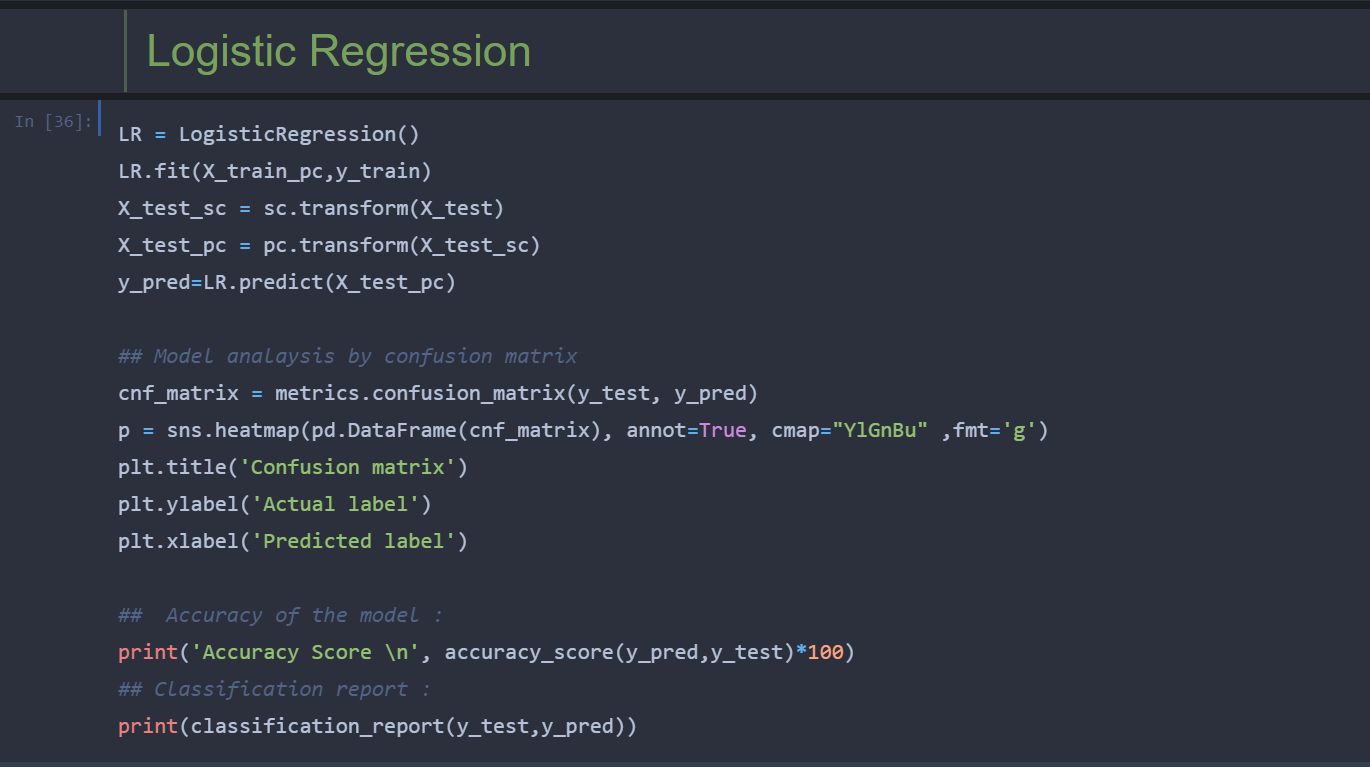 Logistic Regression
In [36]:
LR = LogisticRegression()
LR.fit(X_train_pc,y_train)
X_test_sc = sc.transform(X_test)
X_test_pc = pc.transform(X_test_sc)
y_pred=LR.predict(X_test_pc)
## Model analaysis by confusion matrix
cnf_matrix = metrics.confusion_matrix(y_test, y_pred)
p = sns.heatmap(pd.DataFrame(cnf_matrix), annot=True, cmap="YlGnBu" ,fmt='g')
plt.title('Confusion matrix')
plt.ylabel('Actual label')
plt.xlabel('Predicted label')
##  Accuracy of the model :
print('Accuracy Score \n', accuracy_score(y_pred,y_test)*100)
## Classification report :
print(classification_report(y_test,y_pred))